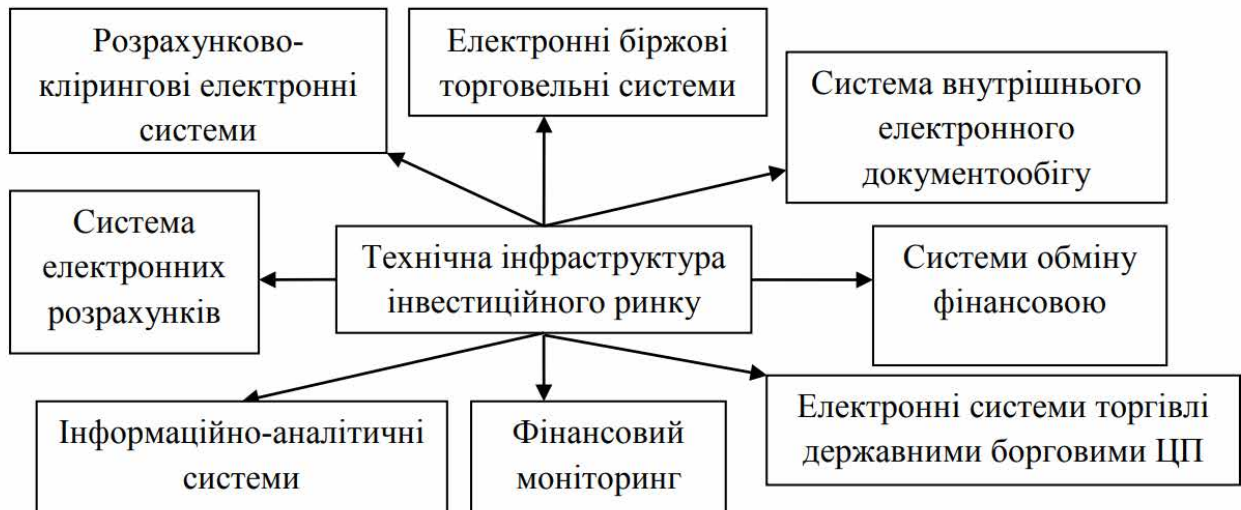 Розрахунково-
клірингові електронні
системи
Електронні біржові
торговельні системи
Система внутрішнього
електронного
документообігу
Система
електронних
розрахунків
Технічна інфраструктура
інвестиційного ринку
Системи обміну
фінансовою
Інформаційно-аналітичні
системи
Фінансовий
моніторинг
Електронні системи торгівлі
державними борговими ЦП